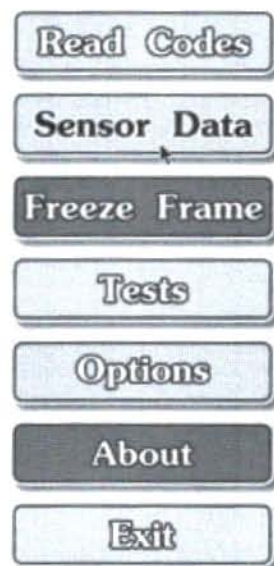 Read Codes
Sensor Data
Freeze Frame
Tests
Options
About
Exit